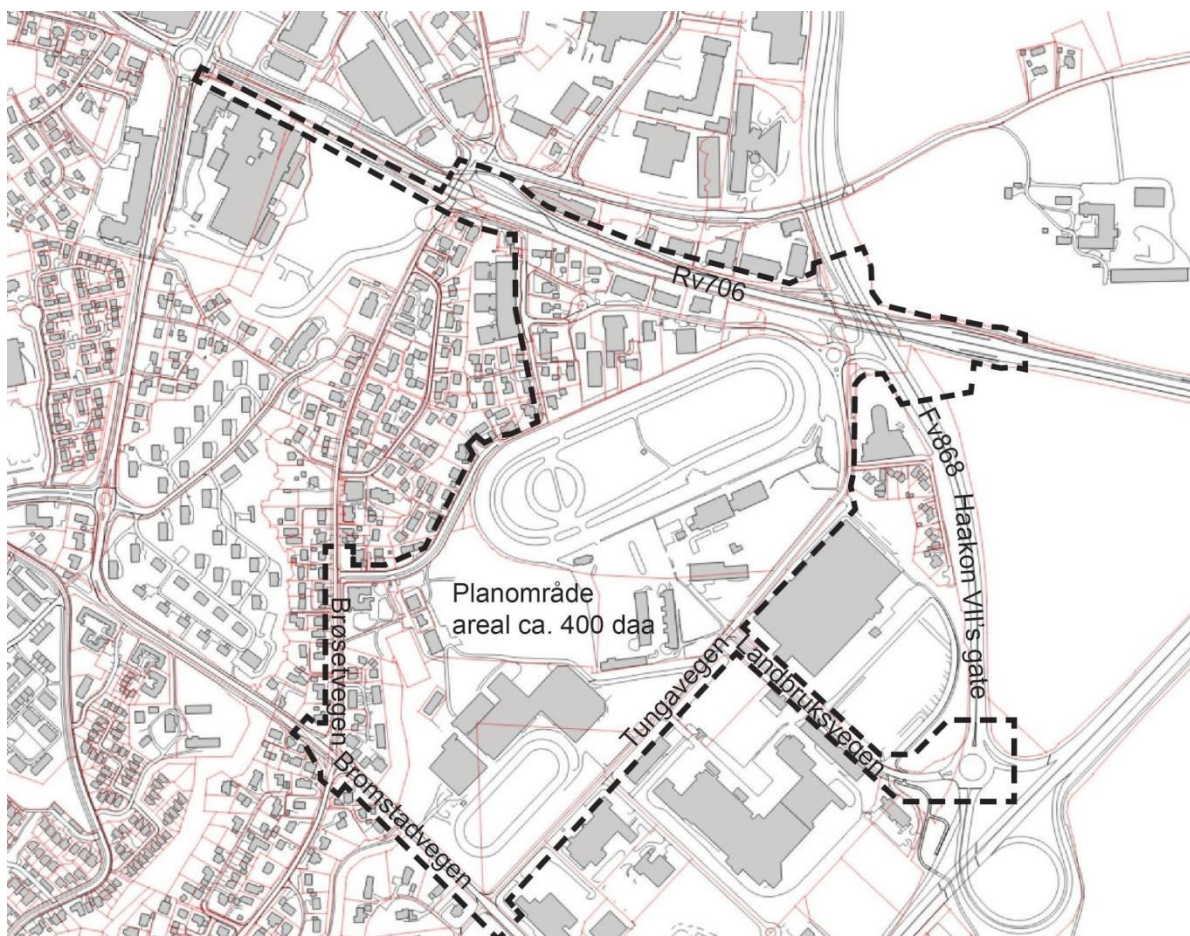 Rv706
Fv868 Haakon VII's gate
Planområde
areal ca. 400 daa
Brøsetvegen
Bromstadvegen
Tungavegen
Landbruksvegen